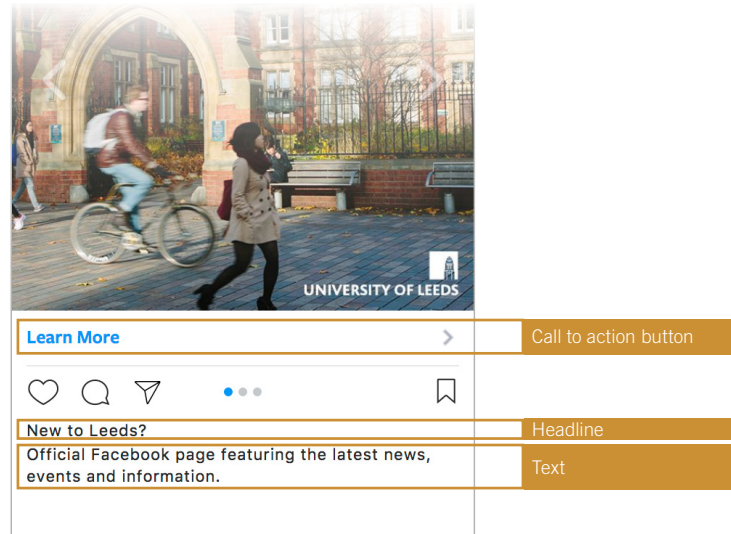 UNIVERSITY OF LEEDS
Learn More
Call to action button
New to Leeds?
Headline
Official Facebook page featuring the latest news,
events and information.
Text